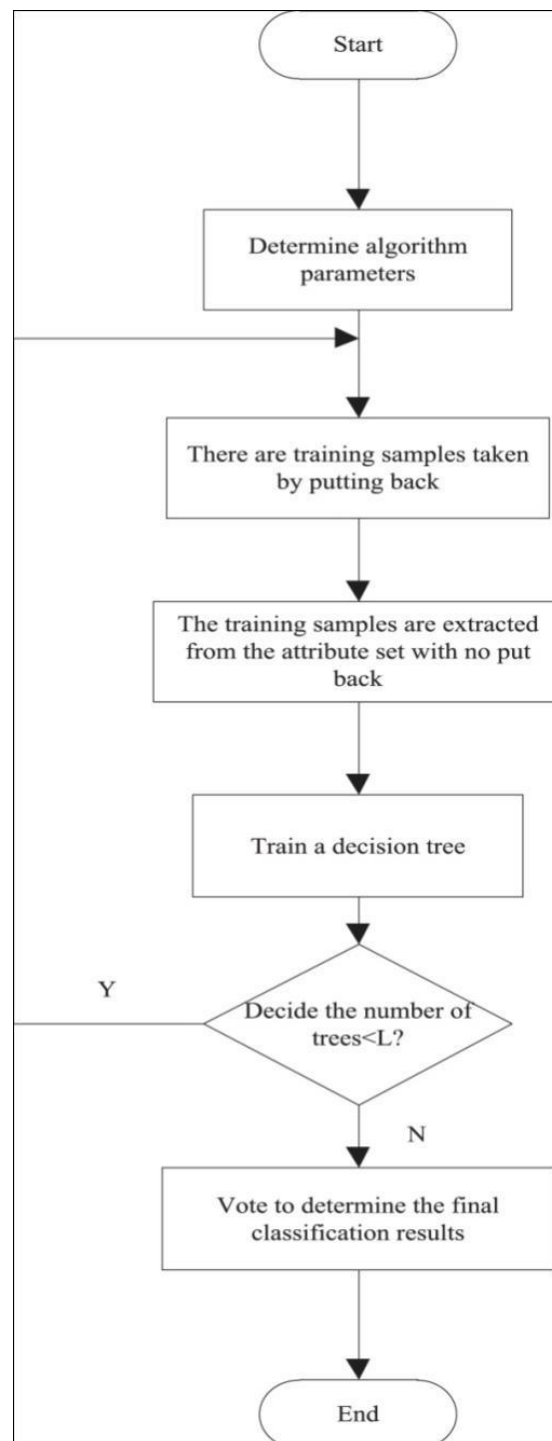 Start
Determine algorithm
parameters
There are training samples taken
by putting back
The training samples are extracted
from the attribute set with no put
back
Train a decision tree
Y
Decide the number of
trees<L?
N
Vote to determine the final
classification results
End